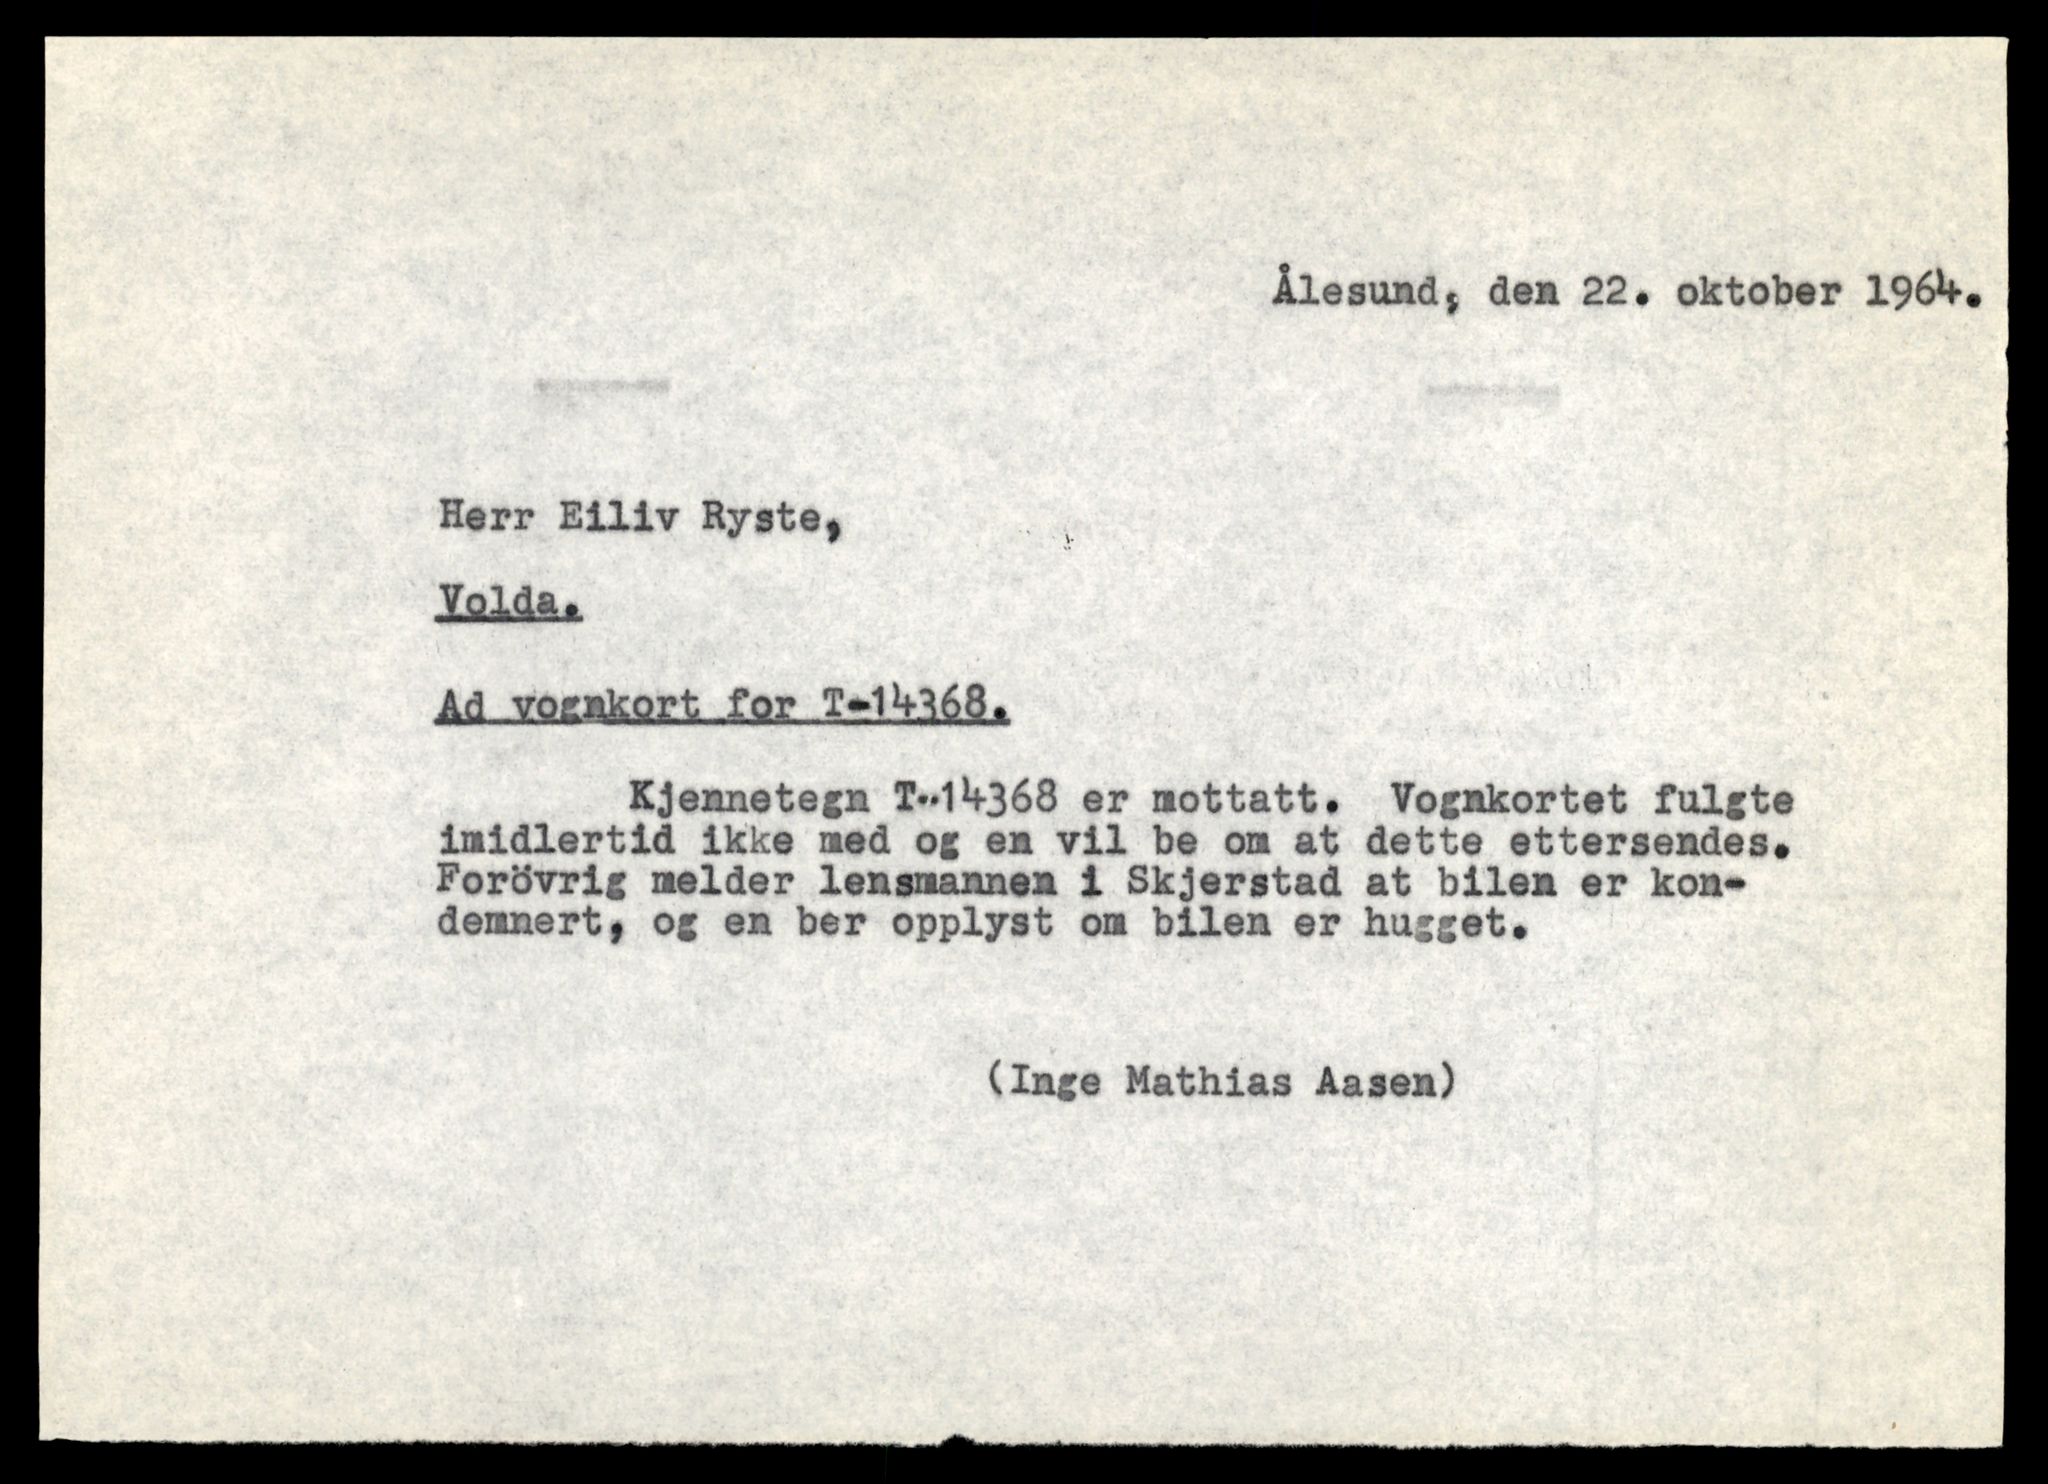 Ålesund, den 22. oktober 1964.
Herr Eiliv Ryste,
Volda.
Ad vognkort for T-14368.
Kjennetegn T-14368 er mottatt. Vognkortet fulgte
imidlertid ikke med og en vil be om at dette ettersendes.
Forövrig melder lensmannen i Skjerstad at bilen er kon-
demnert, og en ber opplyst om bilen er hugget.
(Inge Mathias Aasen)